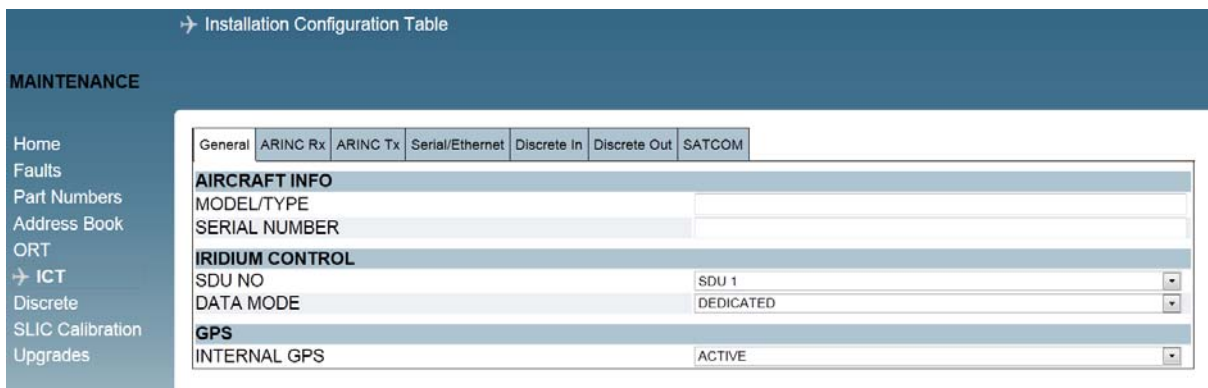 Installation Configuration Table
MAINTENANCE
Home
Faults
Part Numbers
Address Book
ORT
ICT
Discrete
SLIC Calibration
Upgrades
General ARINC Rx ARINC Tx Serial/Ethernet Discrete In Discrete Out SATCOM
AIRCRAFT INFO
MODEL/TYPE
SERIAL NUMBER
IRIDIUM CONTROL
SDU NO SDU 1
DATA MODE DEDICATED
GPS
INTERNAL GPS ACTIVE